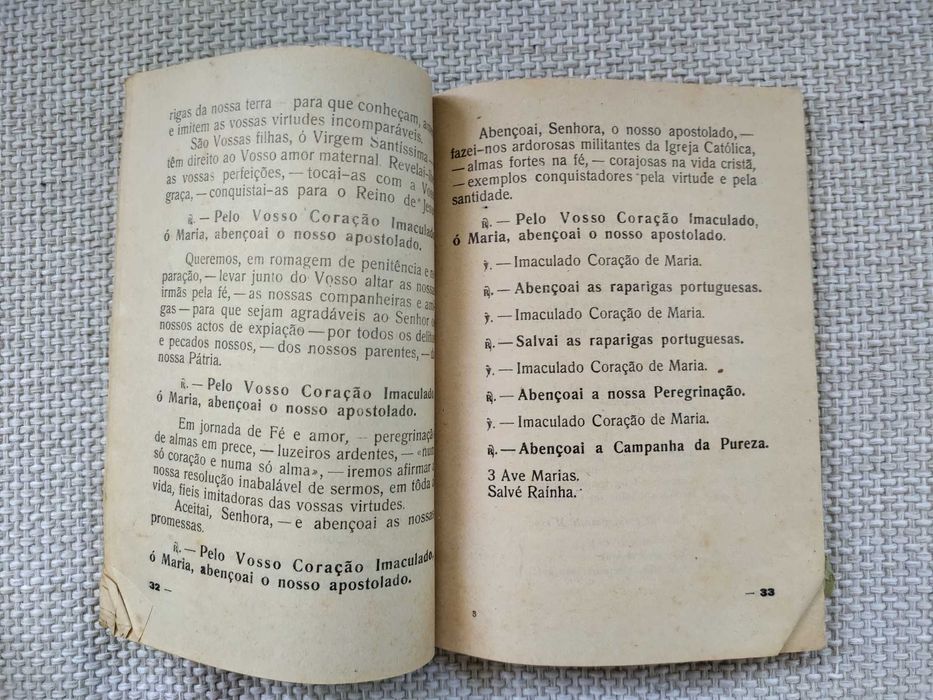 rigas da nossa terra — para que conheçam,
e imitem as vossas virtudes incomparáveis.
São Vossas filhas, ó Virgem Santíssima —
têm direito ao Vosso amor maternal.
as vossas perfeições, — tocai-as com a
graça, — conquistai-as para o Reino de
℟. — Pelo Vosso Coração Imaculado,
ó Maria, abençoai o nosso apostolado.
Queremos, em romagem de penitência e
paração, — levar junto do Vosso altar as
irmãs pela fé, — as nossas companheiras e
gas — para que sejam agradáveis ao Senhor
nossos actos de expiação — por todos os
e pecados nossos, — dos nossos parentes, —
nossa Pátria.
℟. — Pelo Vosso Coração Imaculado,
ó Maria, abençoai o nosso apostolado.
Em jornada de Fé e amor, —
de almas em prece, — luzeiros ardentes, —
só coração e numa só alma», — iremos afirmar
nossa resolução inabalável de sermos, em tôda
vida, fieis imitadoras das vossas virtudes.
Aceitai, Senhora, — e abençoai as
promessas.
℟. — Pelo Vosso Coração Imaculado,
ó Maria, abençoai o nosso apostolado.
32 —
Abençoai, Senhora, o nosso apostolado, —
fazei-nos ardorosas militantes da Igreja Católica,
— almas fortes na fé, — corajosas na vida cristã,
— exemplos conquistadores pela virtude e pela
santidade.
℟. — Pelo Vosso Coração Imaculado,
ó Maria, abençoai o nosso apostolado.
℣. — Imaculado Coração de Maria.
℟. — Abençoai as raparigas portuguesas.
℣. — Imaculado Coração de Maria.
℟. — Salvai as raparigas portuguesas.
℣. — Imaculado Coração de Maria.
℟. — Abençoai a nossa Peregrinação.
℣. — Imaculado Coração de Maria.
℟. — Abençoai a Campanha da Pureza.
3 Ave Marias.
Salvé Raínha.
— 33
3